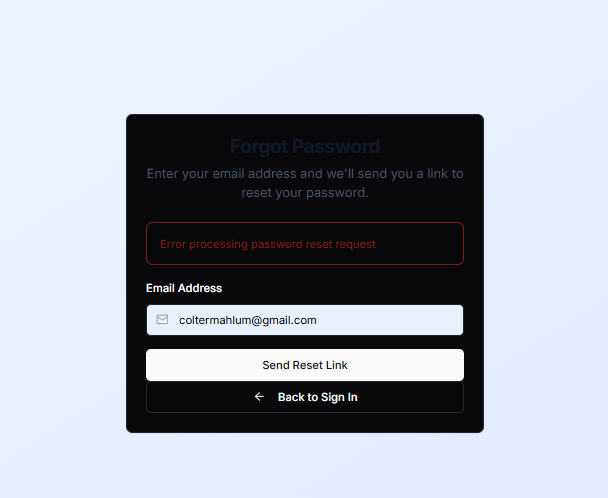 Forgot Password
Enter your email address and we'll send you a link to
reset your password.
Error processing password reset request
Email Address
coltermahlum@gmail.com
Send Reset Link
Back to Sign In